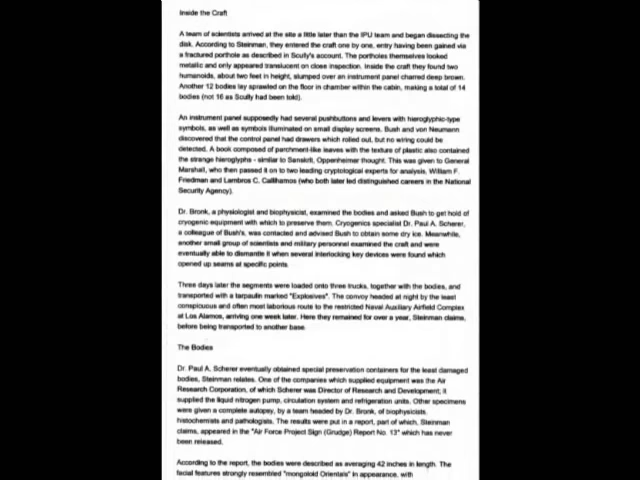 Inside the Craft
A team of scientists arrived at the site a little later than the IPU team and began dissecting the
disk. According to Steinman, they entered the craft one by one, entry having been gained via
a fractured porthole as described in Scully's account. The portholes themselves looked
metallic and only appeared translucent on close inspection. Inside the craft they found two
humanoids, about two feet in height, slumped over an instrument panel charred deep brown.
Another 12 bodies lay sprawled on the floor in chamber within the cabin, making a total of 14
bodies (not 16 as Scully had been told).
An instrument panel supposedly had several pushbuttons and levers with hieroglyphic-type
symbols, as well as symbols illuminated on small display screens. Bush and von Neumann
discovered that the control panel had drawers which rolled out, but no wiring could be
detected. A book composed of parchment-like leaves with the texture of plastic also contained
the strange hieroglyphs - similar to Sanskrit, Oppenheimer thought. This was given to General
Marshall, who then passed it on to two leading cryptological experts for analysis, William F.
Friedman and Lambros C. Callihamos (who both later led distinguished careers in the National
Security Agency).
Dr. Bronk, a physiologist and biophysicist, examined the bodies and asked Bush to get hold of
cryogenic equipment with which to preserve them. Cryogenics specialist Dr. Paul A. Scherer,
a colleague of Bush's, was contacted and advised Bush to obtain some dry ice. Meanwhile,
another small group of scientists and military personnel examined the craft and were
eventually able to dismantle it when several interlocking key devices were found which
opened up seams at specific points.
Three days later the segments were loaded onto three trucks, together with the bodies, and
transported with a tarpaulin marked "Explosives". The convoy headed at night by the least
conspicuous and often most laborious route to the restricted Naval Auxiliary Airfield Complex
at Los Alamos, arriving one week later. Here they remained for over a year, Steinman claims,
before being transported to another base.
The Bodies
Dr. Paul A. Scherer eventually obtained special preservation containers for the least damaged
bodies, Steinman relates. One of the companies which supplied equipment was the Air
Research Corporation, of which Scherer was Director of Research and Development; it
supplied the liquid nitrogen pump, circulation system and refrigeration units. Other specimens
were given a complete autopsy, by a team headed by Dr. Bronk, of biophysicists,
histochemists and pathologists. The results were put in a report, part of which, Steinman
claims, appeared in the "Air Force Project Sign (Grudge) Report No. 13" which has never
been released.
According to the report, the bodies were described as averaging 42 inches in length. The
facial features strongly resembled "mongoloid Orientals" in appearance, with